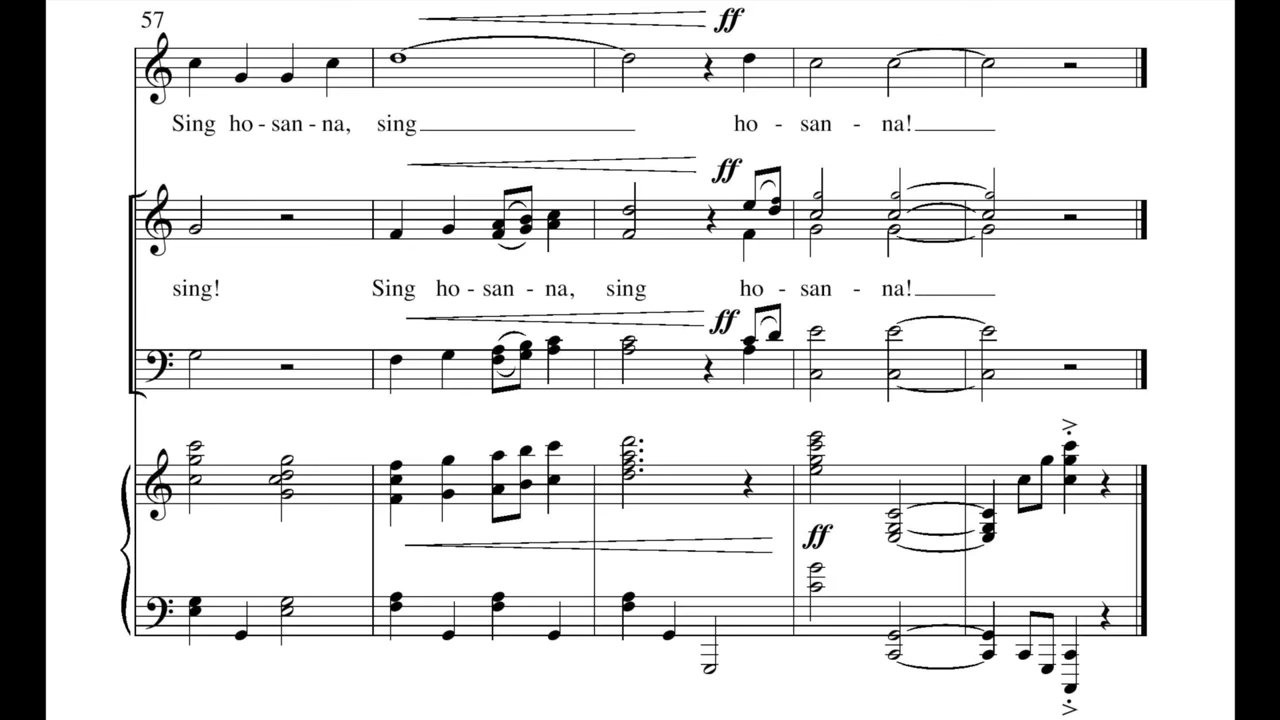 57
ff
Sing ho - san - na, sing ho - san - na!
ff
sing! Sing ho - san - na, sing ho - san - na!
ff
ff